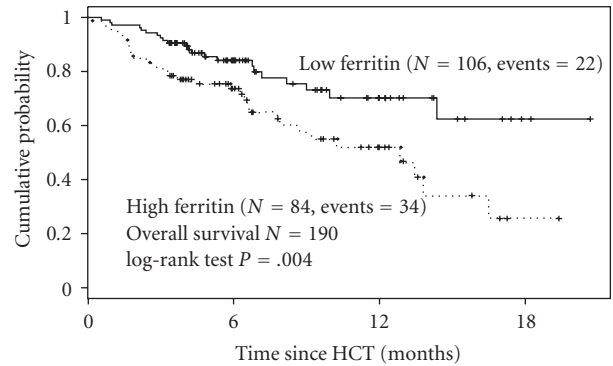 1
0.8
0.6
0.4
0.2
0
Cumulative probability
Low ferritin (N = 106, events = 22)
High ferritin (N = 84, events = 34)
Overall survival N = 190
log-rank test P = .004
0 6 12 18
Time since HCT (months)